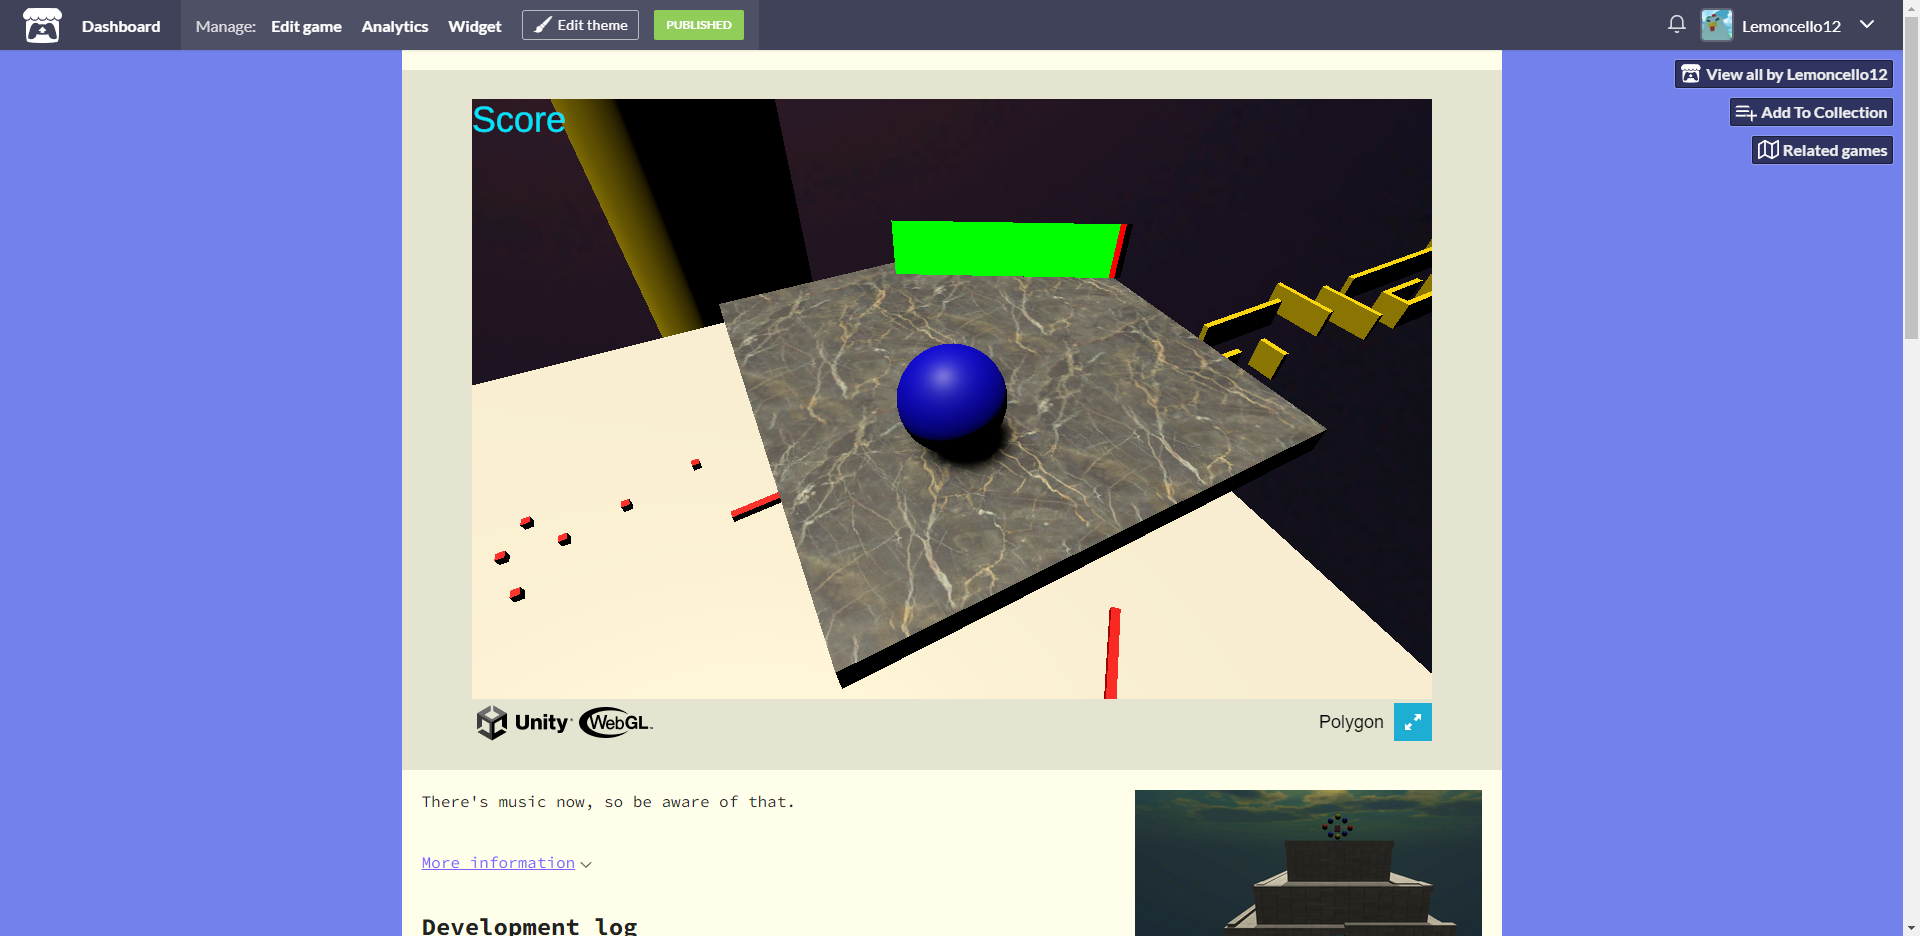 Dashboard
Manage: Edit game Analytics Widget Edit theme PUBLISHED
Lemoncello12
View all by Lemoncello12
Add To Collection
Related games
Score
Unity WebGL
Polygon
There's music now, so be aware of that.
More information
Development log